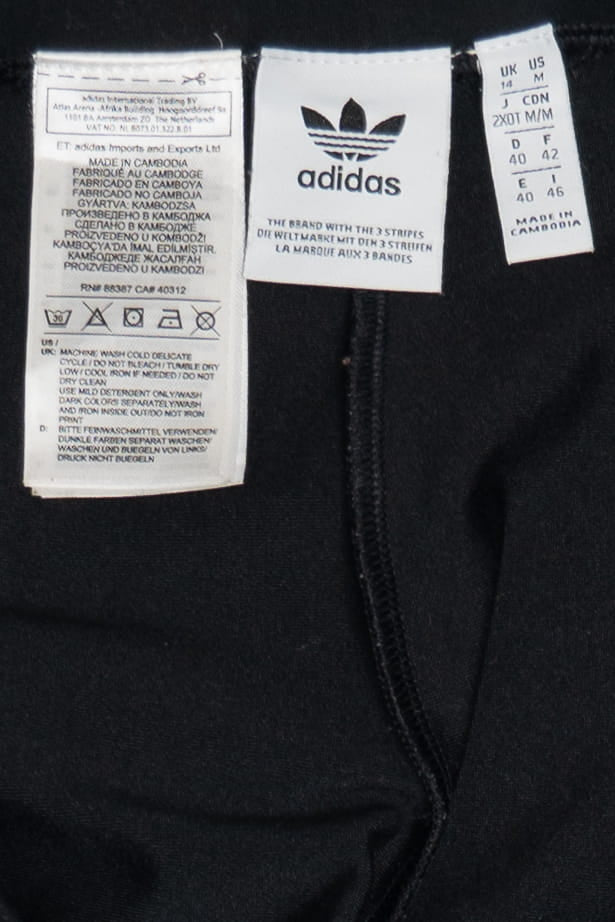 adidas International Trading BV
Atlas Arena -Afrika Building Hoogoorddreef 9a
1101 BA Amsterdam ZO The Netherlands
VAT NO. NL 8073.01.522.B.01
ET: adidas Imports and Exports Ltd
MADE IN CAMBODIA
FABRIQUÉ AU CAMBODGE
FABRICADO EN CAMBOYA
FABRICADO NO CAMBOJA
GYÁRTVA: KAMBODZSA
ПРОИЗВЕДЕНО В КАМБОДЖА
СДЕЛАНО В КАМБОДЖЕ
PROIZVEDENO U KOMBODŽI
KAMBOÇYA'DA İMAL EDİLMİŞTİR.
КАМБОДЖЕДЕ ЖАСАЛҒАН
PROIZVEDENO U KAMBODZI
RN# 88387 CA# 40312
30
US /
UK: MACHINE WASH COLD DELICATE
CYCLE / DO NOT BLEACH / TUMBLE DRY
LOW / COOL IRON IF NEEDED / DO NOT
DRY CLEAN
USE MILD DETERGENT ONLY/WASH
DARK COLORS SEPARATELY/WASH
AND IRON INSIDE OUT/DO NOT IRON
PRINT
D: BITTE FEINWASCHMITTEL VERWENDEN/
DUNKLE FARBEN SEPARAT WASCHEN/
WASCHEN UND BUEGELN VON LINKS/
DRUCK NICHT BUEGELN
adidas
THE BRAND WITH THE 3 STRIPES
DIE WELTMARKE MIT DEN 3 STREIFEN
LA MARQUE AUX 3 BANDES
UK US
14 M
J CDN
2XOT M/M
D F
40 42
E I
40 46
MADE IN
CAMBODIA